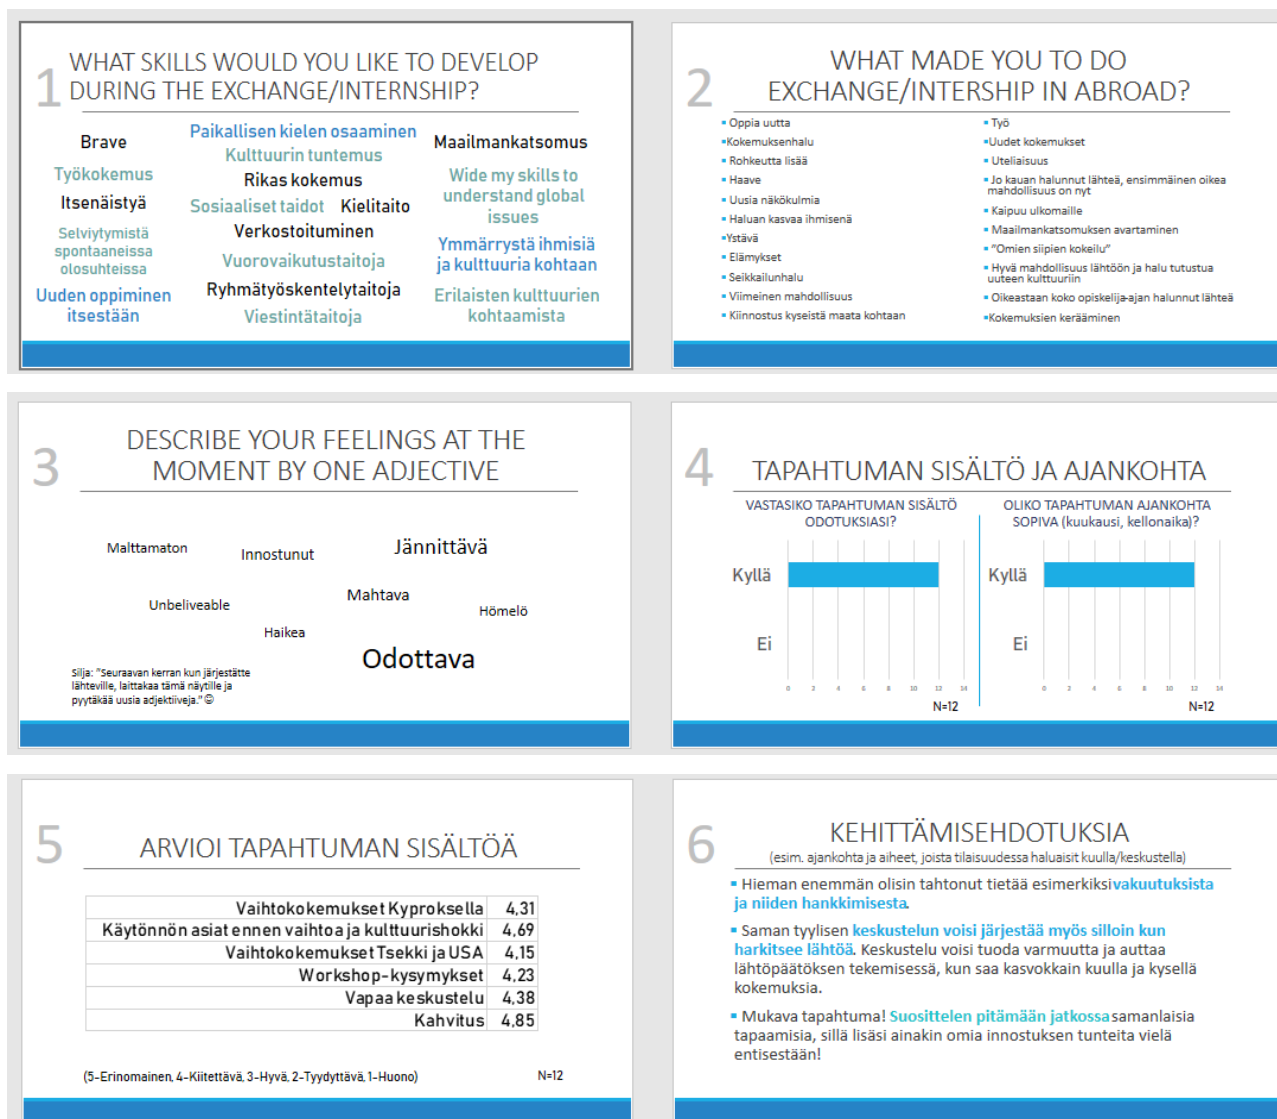 1
WHAT SKILLS WOULD YOU LIKE TO DEVELOP
DURING THE EXCHANGE/INTERNSHIP?
Brave
Työkokemus
Itsenäistyä
Selviytymistä
spontaaneissa
olosuhteissa
Uuden oppiminen
itsestään
Paikallisen kielen osaaminen
Kulttuurin tuntemus
Rikas kokemus
Sosiaaliset taidot Kielitaito
Verkostoituminen
Vuorovaikutustaitoja
Ryhmätyöskentelytaitoja
Viestintätaitoja
Maailmankatsomus
Wide my skills to
understand global
issues
Ymmärrystä ihmisiä
ja kulttuuria kohtaan
Erilaisten kulttuurien
kohtaamista
2
WHAT MADE YOU TO DO
EXCHANGE/INTERSHIP IN ABROAD?
▪ Oppia uutta
▪Kokemuksenhalu
▪ Rohkeutta lisää
▪ Haave
▪ Uusia näkökulmia
▪ Haluan kasvaa ihmisenä
▪Ystävä
▪ Elämykset
▪ Seikkailunhalu
▪ Viimeinen mahdollisuus
▪ Kiinnostus kyseistä maata kohtaan
▪ Työ
▪Uudet kokemukset
▪ Uteliaisuus
▪ Jo kauan halunnut lähteä, ensimmäinen oikea
mahdollisuus on nyt
▪ Kaipuu ulkomaille
▪ Maailmankatsomuksen avartaminen
▪ "Omien siipien kokeilu"
▪ Hyvä mahdollisuus lähtöön ja halu tutustua
uuteen kulttuuriin
▪ Oikeastaan koko opiskelija-ajan halunnut lähteä
▪Kokemuksien kerääminen
3
DESCRIBE YOUR FEELINGS AT THE
MOMENT BY ONE ADJECTIVE
Malttamaton
Innostunut
Jännittävä
Unbeliveable
Mahtava
Hömelö
Haikea
Odottava
Silja: "Seuraavan kerran kun järjestätte
lähteville, laittakaa tämä näytille ja
pyytäkää uusia adjektiiveja." ☺
4
TAPAHTUMAN SISÄLTÖ JA AJANKOHTA
VASTASIKO TAPAHTUMAN SISÄLTÖ
ODOTUKSIASI?
Kyllä
Ei
0 2 4 6 8 10 12 14
N=12
OLIKO TAPAHTUMAN AJANKOHTA
SOPIVA (kuukausi, kellonaika)?
Kyllä
Ei
0 2 4 6 8 10 12 14
N=12
5
ARVIOI TAPAHTUMAN SISÄLTÖÄ
Vaihtokokemukset Kyproksella 4,31
Käytönnön asiat ennen vaihtoa ja kulttuurishokki 4,69
Vaihtokokemukset Tsekki ja USA 4,15
Workshop-kysymykset 4,23
Vapaa keskustelu 4,38
Kahvitus 4,85
(5-Erinomainen, 4-Kiitettävä, 3-Hyvä, 2-Tyydyttävä, 1-Huono) N=12
6
KEHITTÄMISEHDOTUKSIA
(esim. ajankohta ja aiheet, joista tilaisuudessa haluaisit kuulla/keskustella)
▪ Hieman enemmän olisin tahtonut tietää esimerkiksi vakuutuksista
ja niiden hankkimisesta.
▪ Saman tyylisen keskustelun voisi järjestää myös silloin kun
harkitsee lähtöä. Keskustelu voisi tuoda varmuutta ja auttaa
lähtöpäätöksen tekemisessä, kun saa kasvokkain kuulla ja kysellä
kokemuksia.
▪ Mukava tapahtuma! Suosittelen pitämään jatkossa samanlaisia
tapaamisia, sillä lisäsi ainakin omia innostuksen tunteita vielä
entisestään!